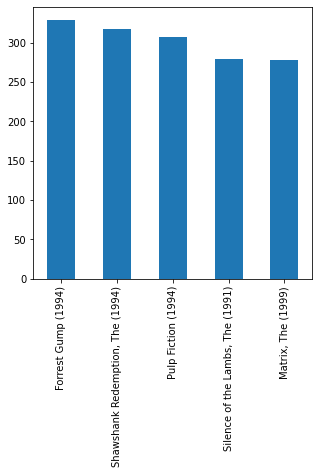 300
250
200
150
100
50
0
Forrest Gump (1994)
Shawshank Redemption, The (1994)
Pulp Fiction (1994)
Silence of the Lambs, The (1991)
Matrix, The (1999)